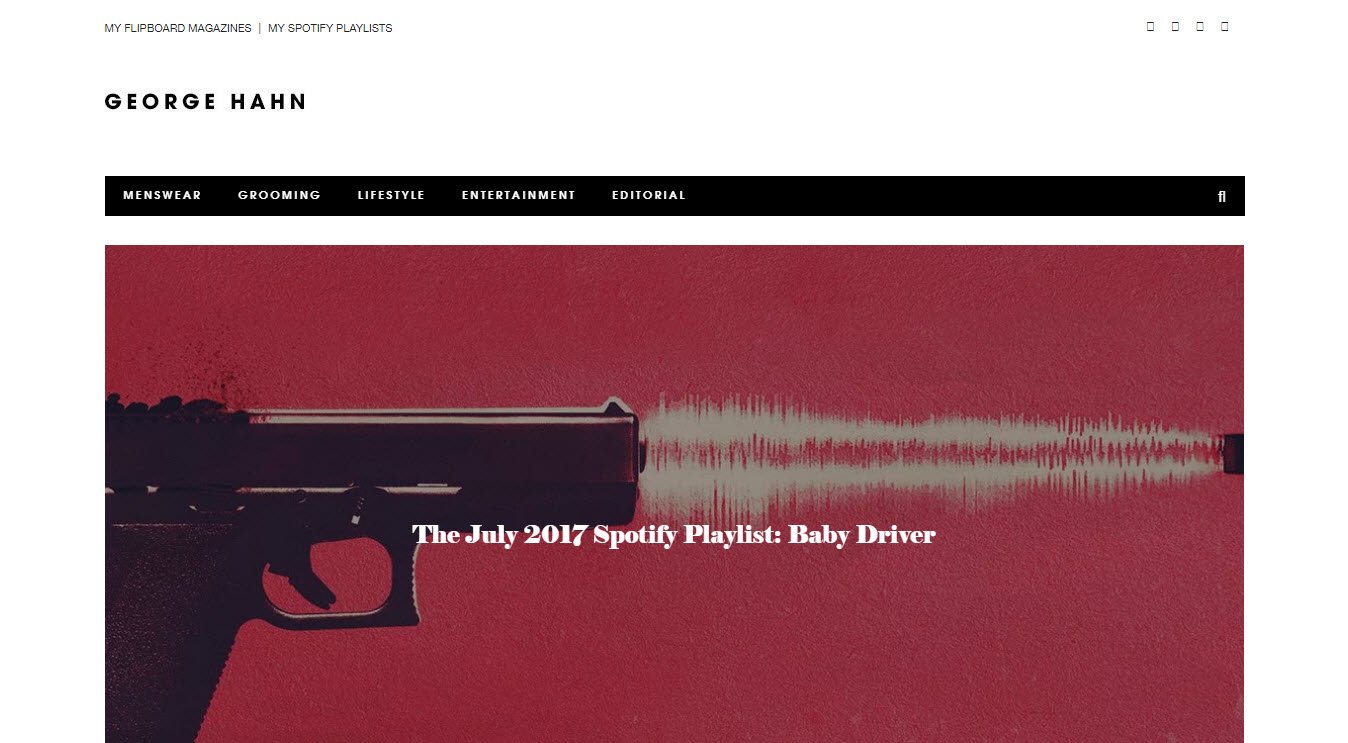 MY FLIPBOARD MAGAZINES | MY SPOTIFY PLAYLISTS
GEORGE HAHN
MENSWEAR GROOMING LIFESTYLE ENTERTAINMENT EDITORIAL
The July 2017 Spotify Playlist: Baby Driver